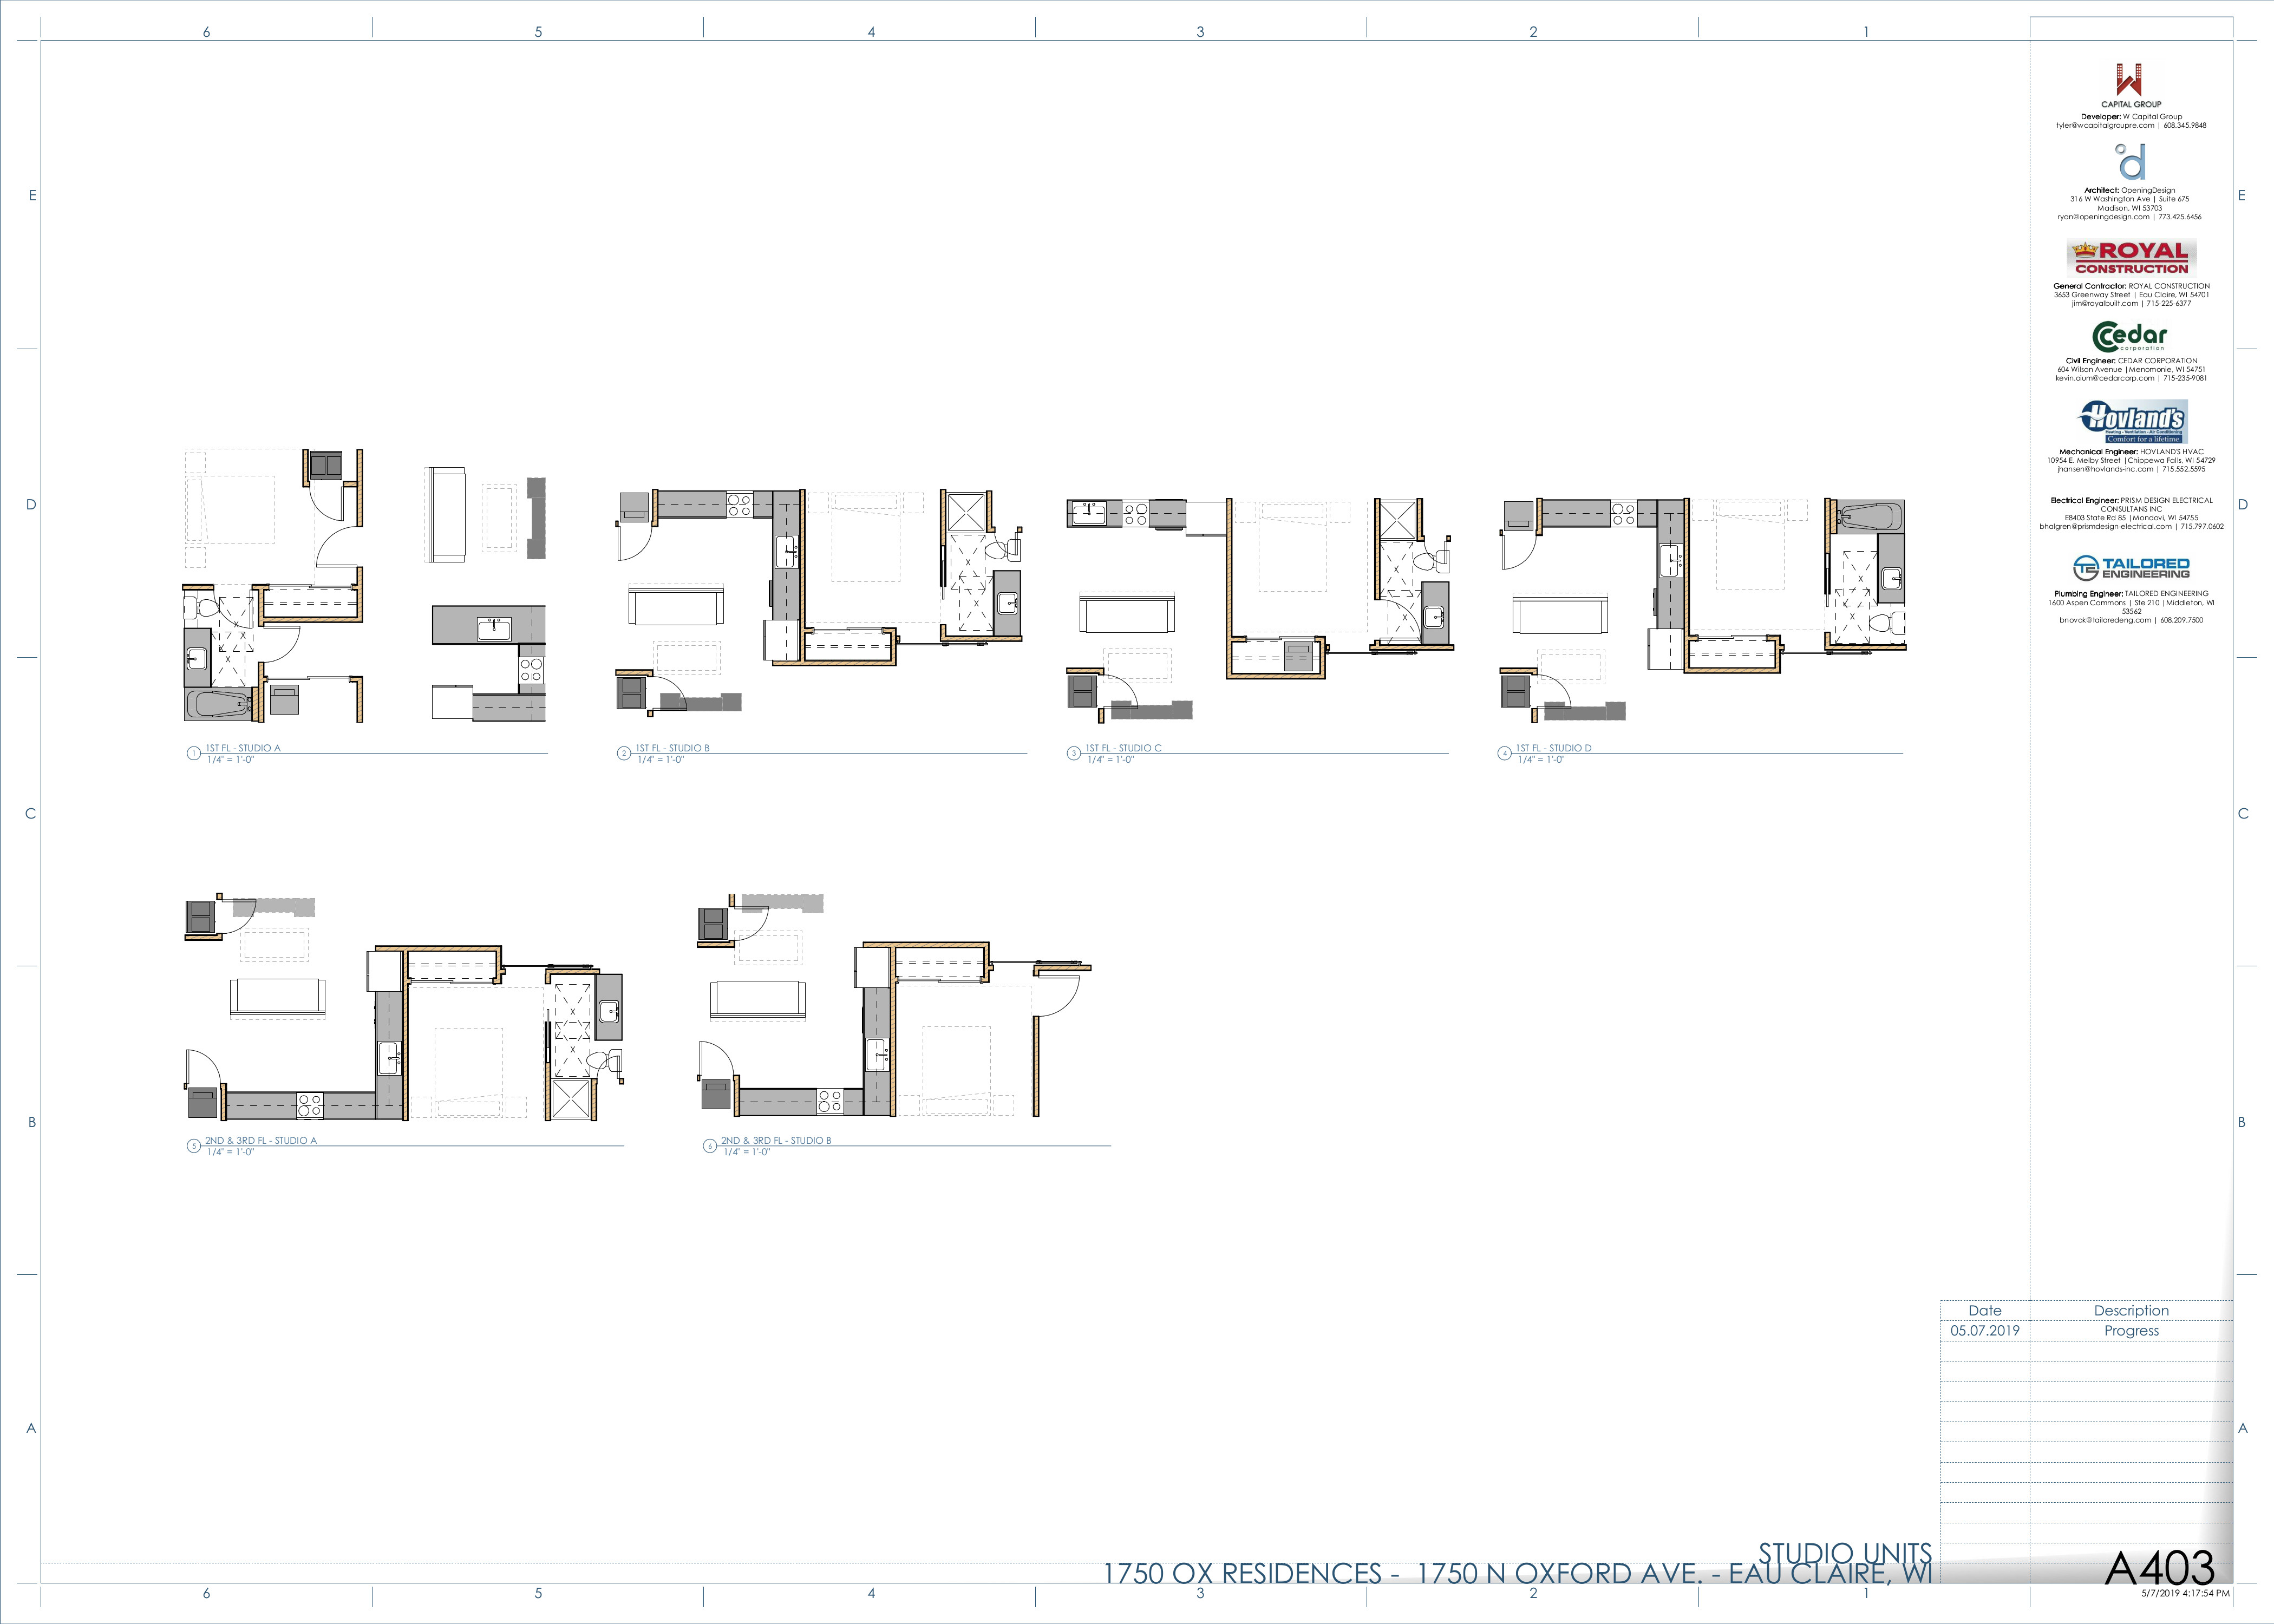 6 5 4 3 2 1
W
CAPITAL GROUP
Developer: W Capital Group
tyler@wcapitalgroupre.com | 608.345.9848
d
Architect: OpeningDesign
316 W Washington Ave | Suite 675
Madison, WI 53703
ryan@openingdesign.com | 773.425.6456
ROYAL
CONSTRUCTION
General Contractor: ROYAL CONSTRUCTION
3653 Greenway Street | Eau Claire, WI 54701
jim@royalbuilt.com | 715-225-6377
Cedar
corporation
Civil Engineer: CEDAR CORPORATION
604 Wilson Avenue |Menomonie, WI 54751
kevin.oium@cedarcorp.com | 715-235-9081
Hovland's
Heating - Ventilation - Air Conditioning
Comfort for a lifetime.
Mechanical Engineer: HOVLAND'S HVAC
10954 E. Melby Street |Chippewa Falls, WI 54729
jhansen@hovlands-inc.com | 715.552.5595
Electrical Engineer: PRISM DESIGN ELECTRICAL
CONSULTANS INC
E8403 State Rd 85 |Mondovi, WI 54755
bhalgren@prismdesign-electrical.com | 715.797.0602
TE TAILORED
ENGINEERING
Plumbing Engineer: TAILORED ENGINEERING
1600 Aspen Commons | Ste 210 |Middleton, WI
53562
bnovak@tailoredeng.com | 608.209.7500
E E
D D
C C
B B
A A
1 1ST FL - STUDIO A
1/4" = 1'-0"
2 1ST FL - STUDIO B
1/4" = 1'-0"
3 1ST FL - STUDIO C
1/4" = 1'-0"
4 1ST FL - STUDIO D
1/4" = 1'-0"
5 2ND & 3RD FL - STUDIO A
1/4" = 1'-0"
6 2ND & 3RD FL - STUDIO B
1/4" = 1'-0"
Date Description
05.07.2019 Progress
STUDIO UNITS
1750 OX RESIDENCES - 1750 N OXFORD AVE. - EAU CLAIRE, WI
A403
5/7/2019 4:17:54 PM
6 5 4 3 2 1